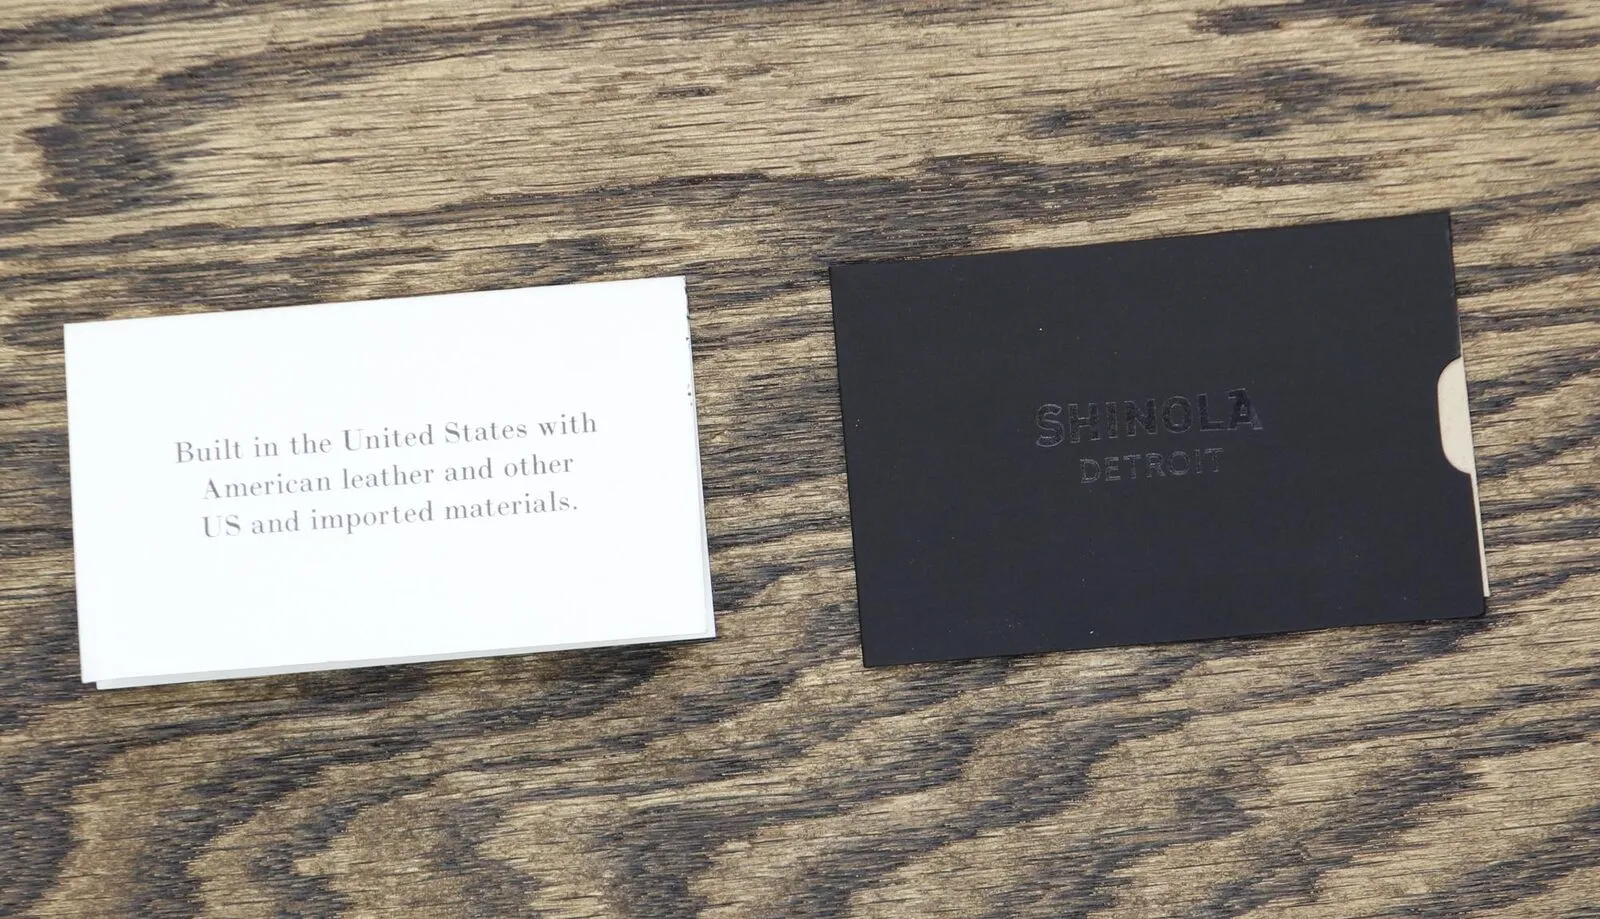 Built in the United States with
American leather and other
US and imported materials.
SHINOLA
DETROIT